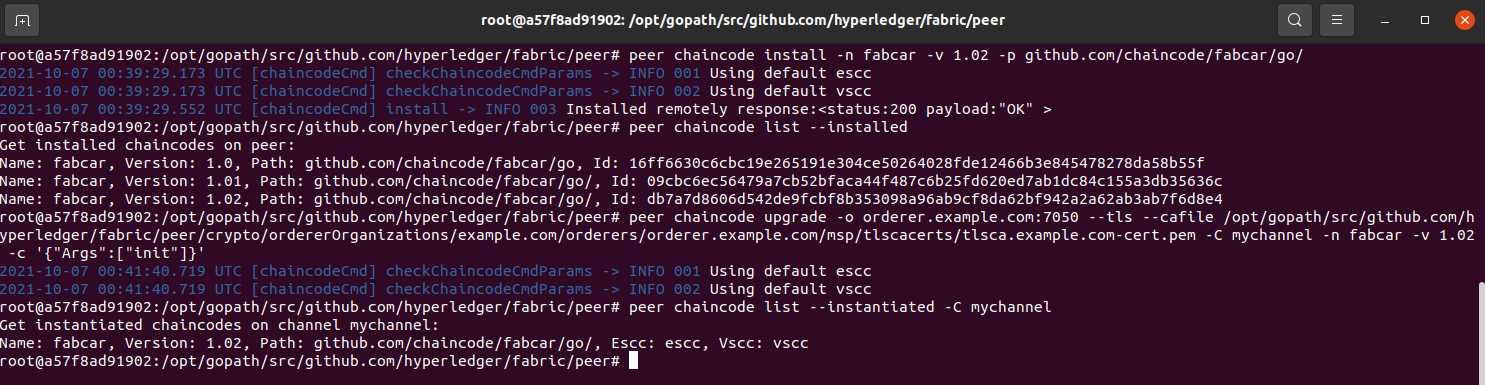 root@a57f8ad91902: /opt/gopath/src/github.com/hyperledger/fabric/peer
root@a57f8ad91902:/opt/gopath/src/github.com/hyperledger/fabric/peer# peer chaincode install -n fabcar -v 1.02 -p github.com/chaincode/fabcar/go/
2021-10-07 00:39:29.173 UTC [chaincodeCmd] checkChaincodeCmdParams -> INFO 001 Using default escc
2021-10-07 00:39:29.173 UTC [chaincodeCmd] checkChaincodeCmdParams -> INFO 002 Using default vscc
2021-10-07 00:39:29.552 UTC [chaincodeCmd] install -> INFO 003 Installed remotely response:<status:200 payload:"OK" >
root@a57f8ad91902:/opt/gopath/src/github.com/hyperledger/fabric/peer# peer chaincode list --installed
Get installed chaincodes on peer:
Name: fabcar, Version: 1.0, Path: github.com/chaincode/fabcar/go, Id: 16ff6630c6cbc19e265191e304ce50264028fde12466b3e845478278da58b55f
Name: fabcar, Version: 1.01, Path: github.com/chaincode/fabcar/go/, Id: 09cbc6ec56479a7cb52bfaca44f487c6b25fd620ed7ab1dc84c155a3db35636c
Name: fabcar, Version: 1.02, Path: github.com/chaincode/fabcar/go/, Id: db7a7d8606d542de9fcbf8b353098a96ab9cf8da62bf942a2a62ab3ab7f6d8e4
root@a57f8ad91902:/opt/gopath/src/github.com/hyperledger/fabric/peer# peer chaincode upgrade -o orderer.example.com:7050 --tls --cafile /opt/gopath/src/github.com/h
yperledger/fabric/peer/crypto/ordererOrganizations/example.com/orderers/orderer.example.com/msp/tlscacerts/tlsca.example.com-cert.pem -C mychannel -n fabcar -v 1.02
 -c '{"Args":["init"]}'
2021-10-07 00:41:40.719 UTC [chaincodeCmd] checkChaincodeCmdParams -> INFO 001 Using default escc
2021-10-07 00:41:40.719 UTC [chaincodeCmd] checkChaincodeCmdParams -> INFO 002 Using default vscc
root@a57f8ad91902:/opt/gopath/src/github.com/hyperledger/fabric/peer# peer chaincode list --instantiated -C mychannel
Get instantiated chaincodes on channel mychannel:
Name: fabcar, Version: 1.02, Path: github.com/chaincode/fabcar/go/, Escc: escc, Vscc: vscc
root@a57f8ad91902:/opt/gopath/src/github.com/hyperledger/fabric/peer#